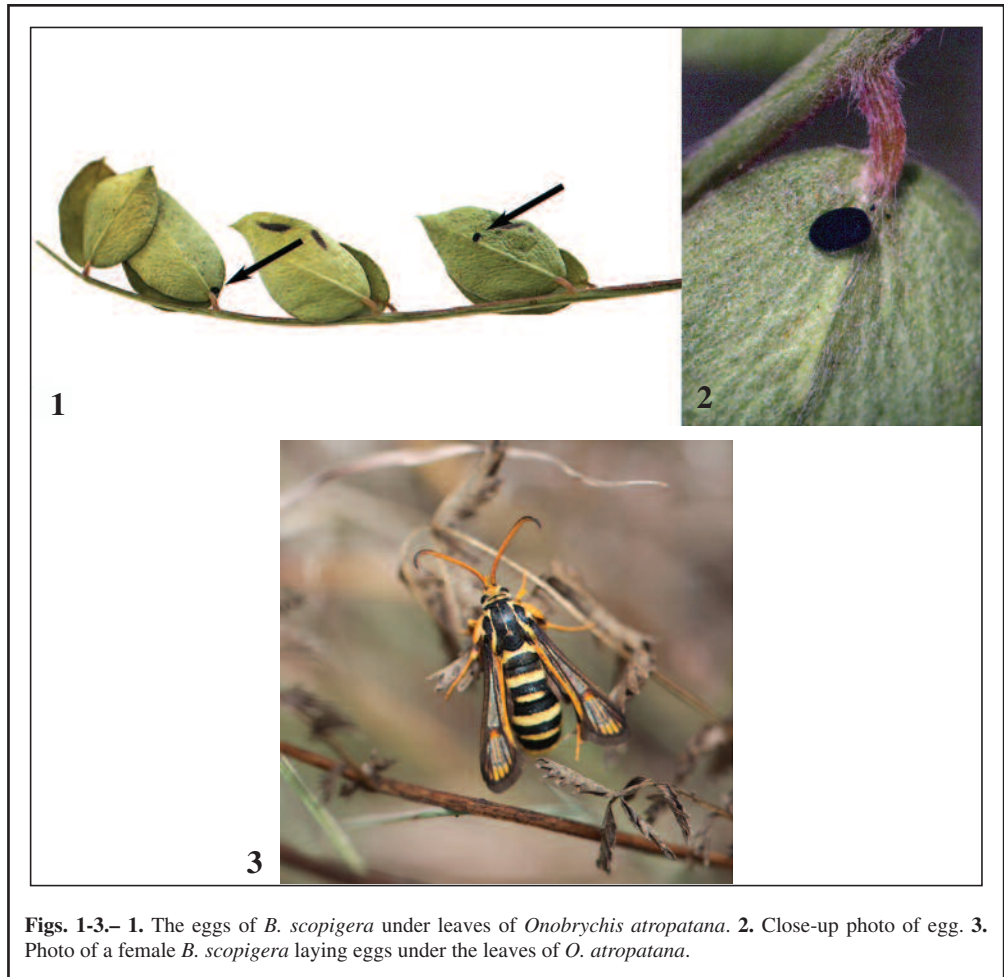 1
2
3
Figs. 1-3.– 1. The eggs of B. scopigera under leaves of Onobrychis atropatana. 2. Close-up photo of egg. 3.
Photo of a female B. scopigera laying eggs under the leaves of O. atropatana.